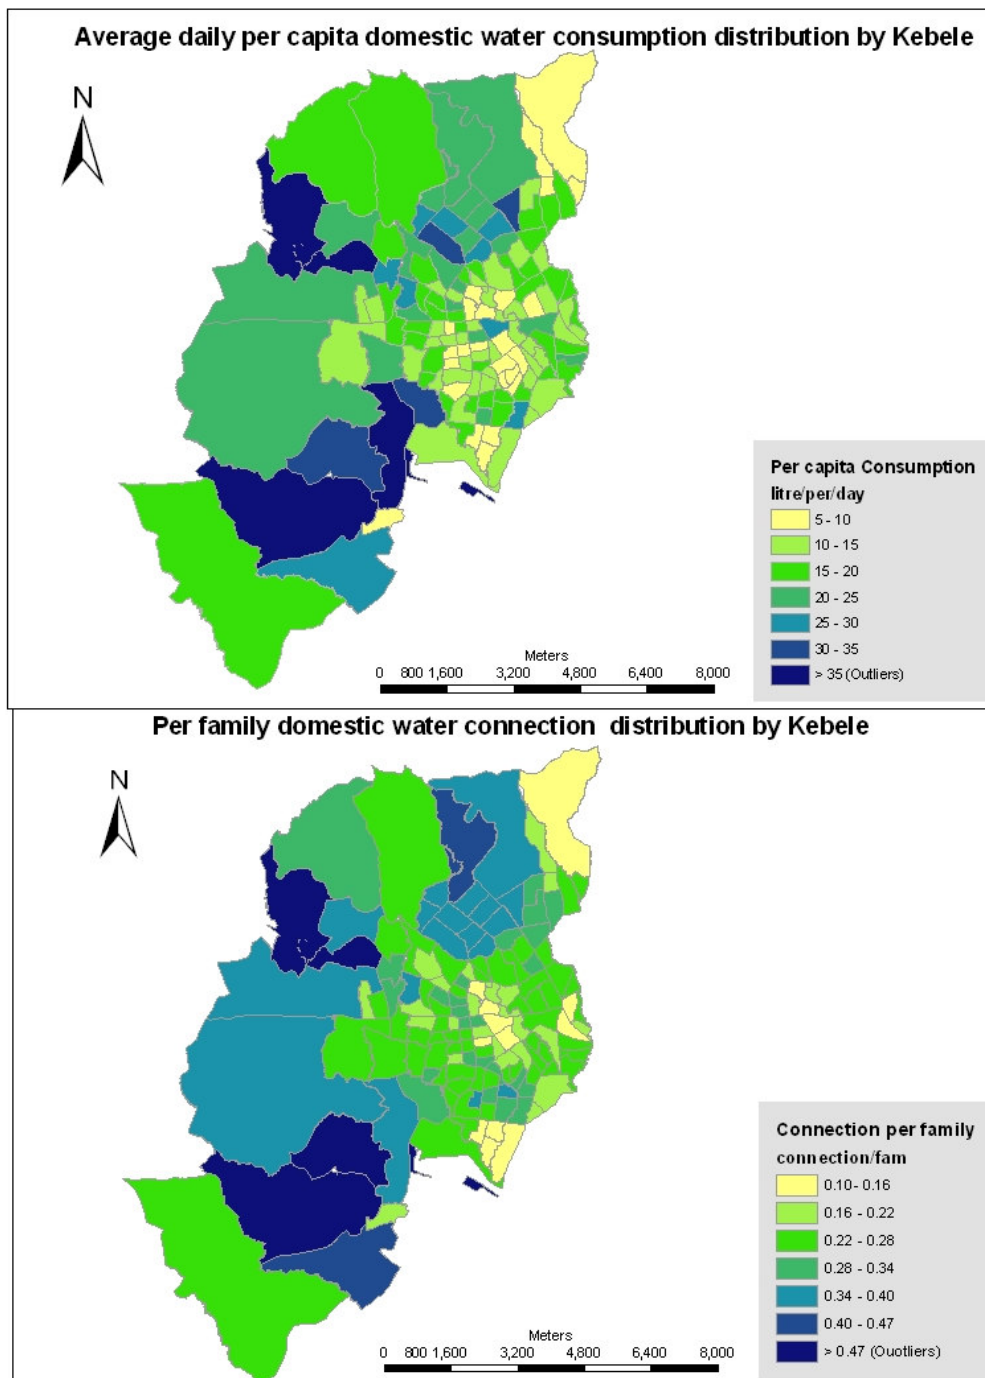 Average daily per capita domestic water consumption distribution by Kebele
N
Per capita Consumption
litre/per/day
5 - 10
10 - 15
15 - 20
20 - 25
25 - 30
30 - 35
> 35 (Outliers)
Meters
0 800 1,600 3,200 4,800 6,400 8,000
Per family domestic water connection distribution by Kebele
N
Connection per family
connection/fam
0.10 - 0.16
0.16 - 0.22
0.22 - 0.28
0.28 - 0.34
0.34 - 0.40
0.40 - 0.47
> 0.47 (Ouotliers)
Meters
0 800 1,600 3,200 4,800 6,400 8,000